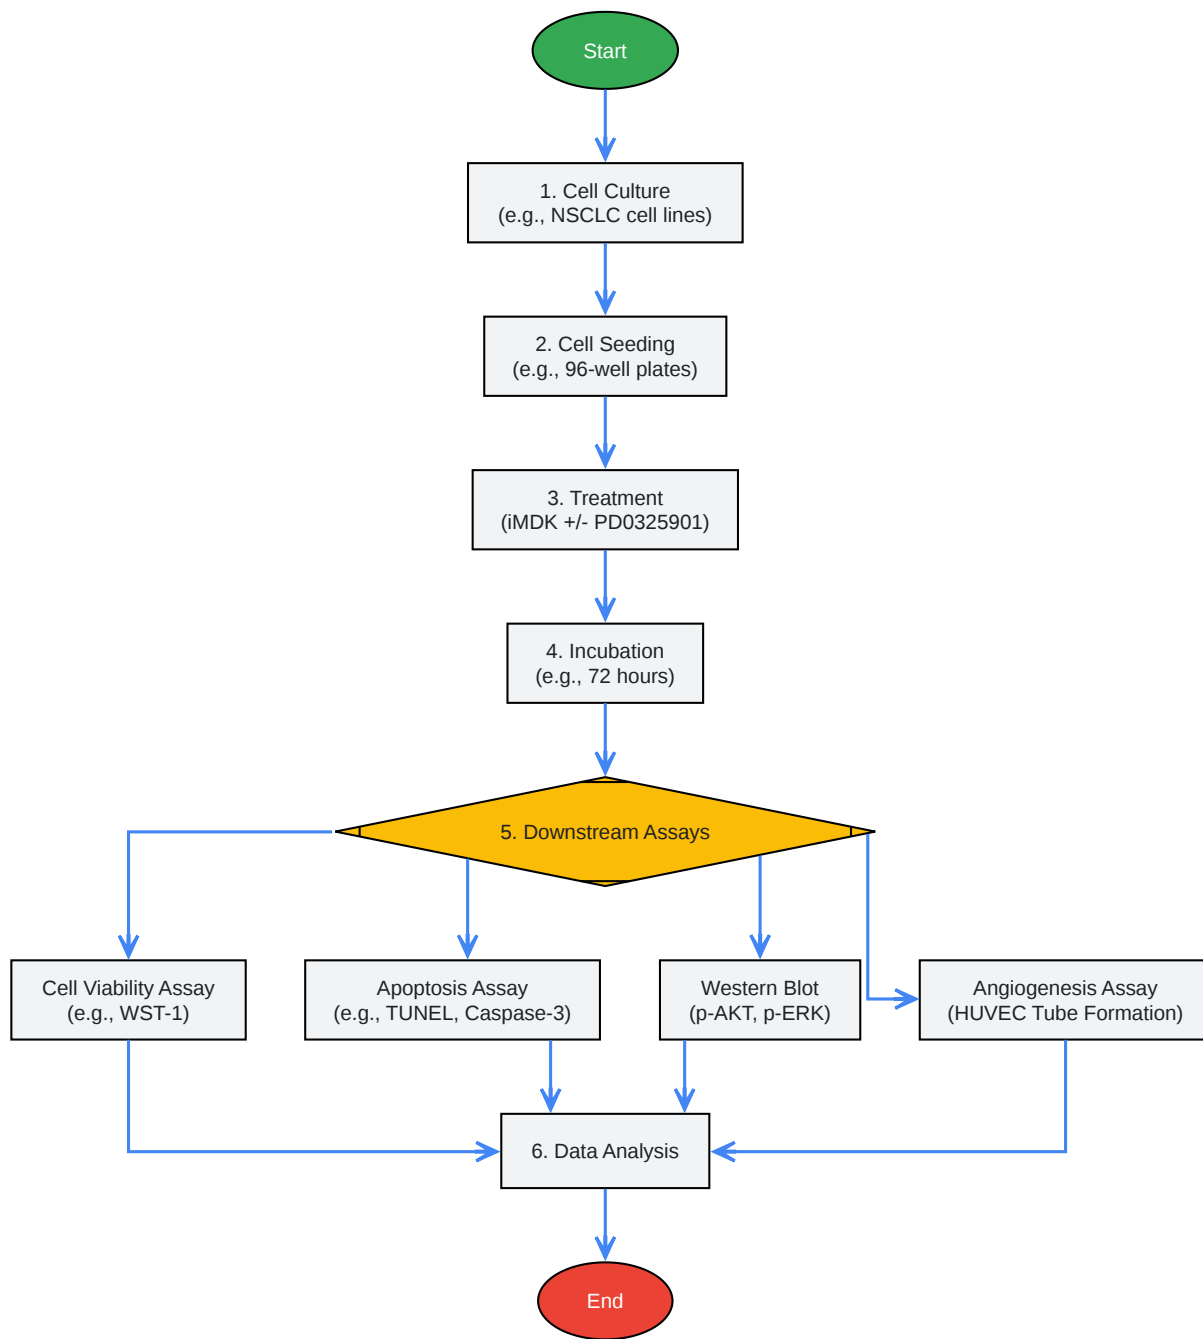 Start
1. Cell Culture
(e.g., NSCLC cell lines)
2. Cell Seeding
(e.g., 96-well plates)
3. Treatment
(iMDK +/- PD0325901)
4. Incubation
(e.g., 72 hours)
5. Downstream Assays
Cell Viability Assay
(e.g., WST-1)
Apoptosis Assay
(e.g., TUNEL, Caspase-3)
Western Blot
(p-AKT, p-ERK)
Angiogenesis Assay
(HUVEC Tube Formation)
6. Data Analysis
End